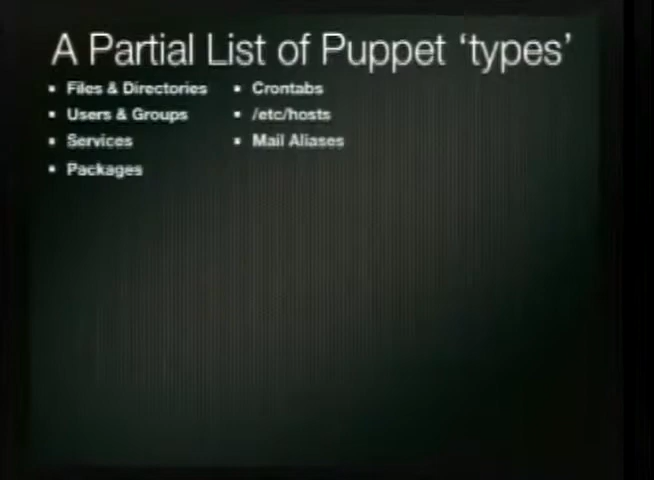 A Partial List of Puppet ‘types’
▪ Files & Directories
▪ Users & Groups
▪ Services
▪ Packages
▪ Crontabs
▪ /etc/hosts
▪ Mail Aliases